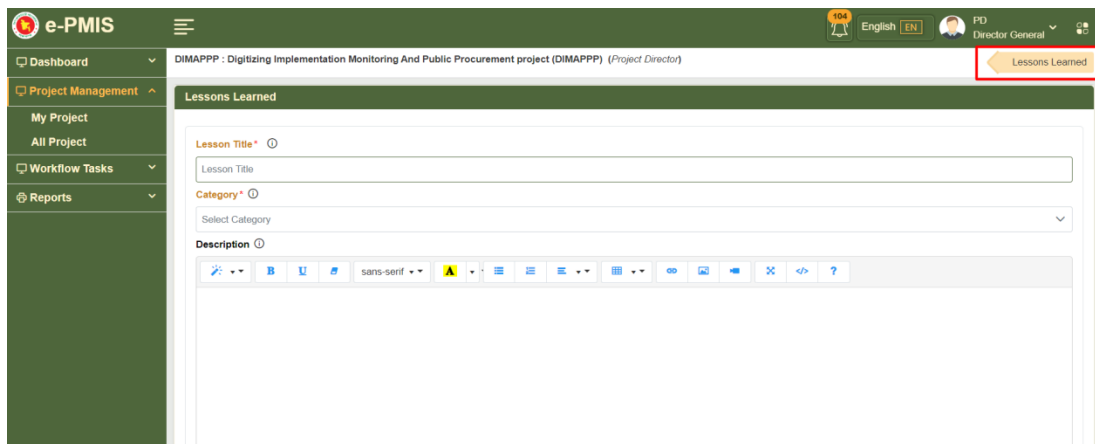 e-PMIS
104
English EN
PD
Director General
Dashboard
DIMAPPP : Digitizing Implementation Monitoring And Public Procurement project (DIMAPPP) (Project Director)
Lessons Learned
Project Management
Lessons Learned
My Project
All Project
Workflow Tasks
Reports
Lesson Title*
Lesson Title
Category*
Select Category
Description
B U sans-serif A </> ?